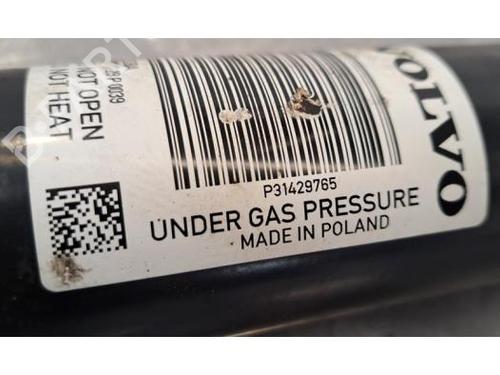 VOLVO
P31429765
UNDER GAS PRESSURE
MADE IN POLAND
NOT OPEN
NOT HEAT